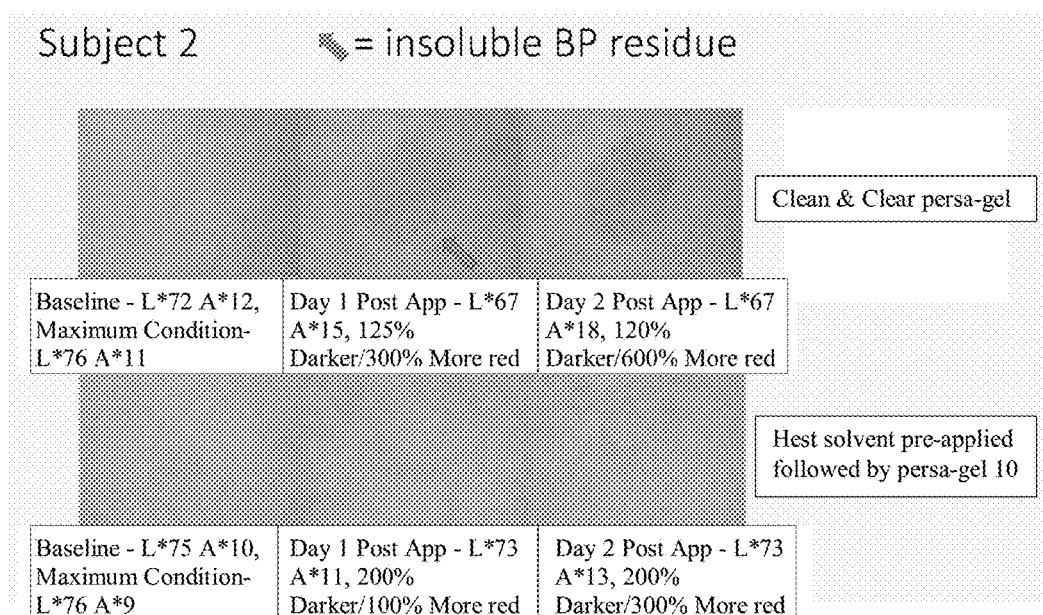 Subject 2
= insoluble BP residue
Clean & Clear persa-gel
Baseline - L*72 A*12,
Maximum Condition-
L*76 A*11
Day 1 Post App - L*67
A*15, 125%
Darker/300% More red
Day 2 Post App - L*67
A*18, 120%
Darker/600% More red
Hest solvent pre-applied
followed by persa-gel 10
Baseline - L*75 A*10,
Maximum Condition-
L*76 A*9
Day 1 Post App - L*73
A*11, 200%
Darker/100% More red
Day 2 Post App - L*73
A*13, 200%
Darker/300% More red